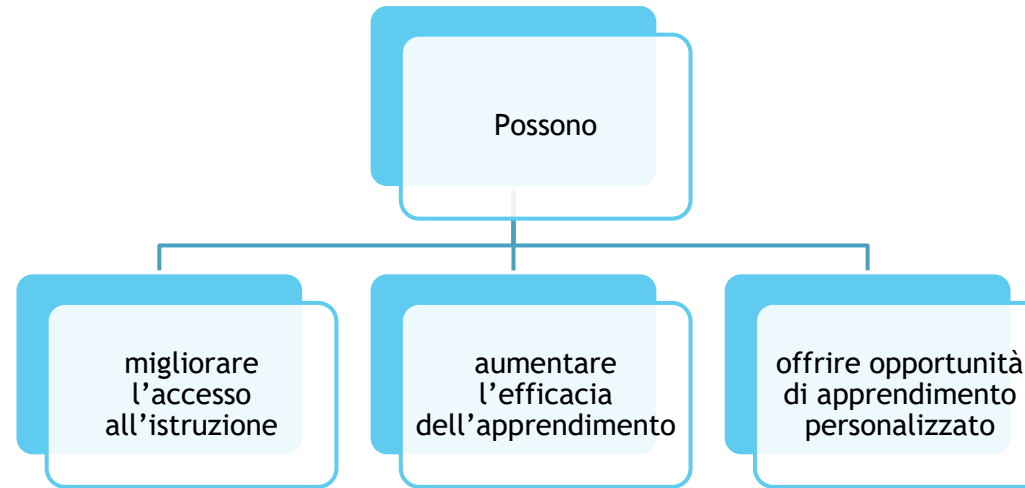 Possono
migliorare
l’accesso
all’istruzione
aumentare
l’efficacia
dell’apprendimento
offrire opportunità
di apprendimento
personalizzato